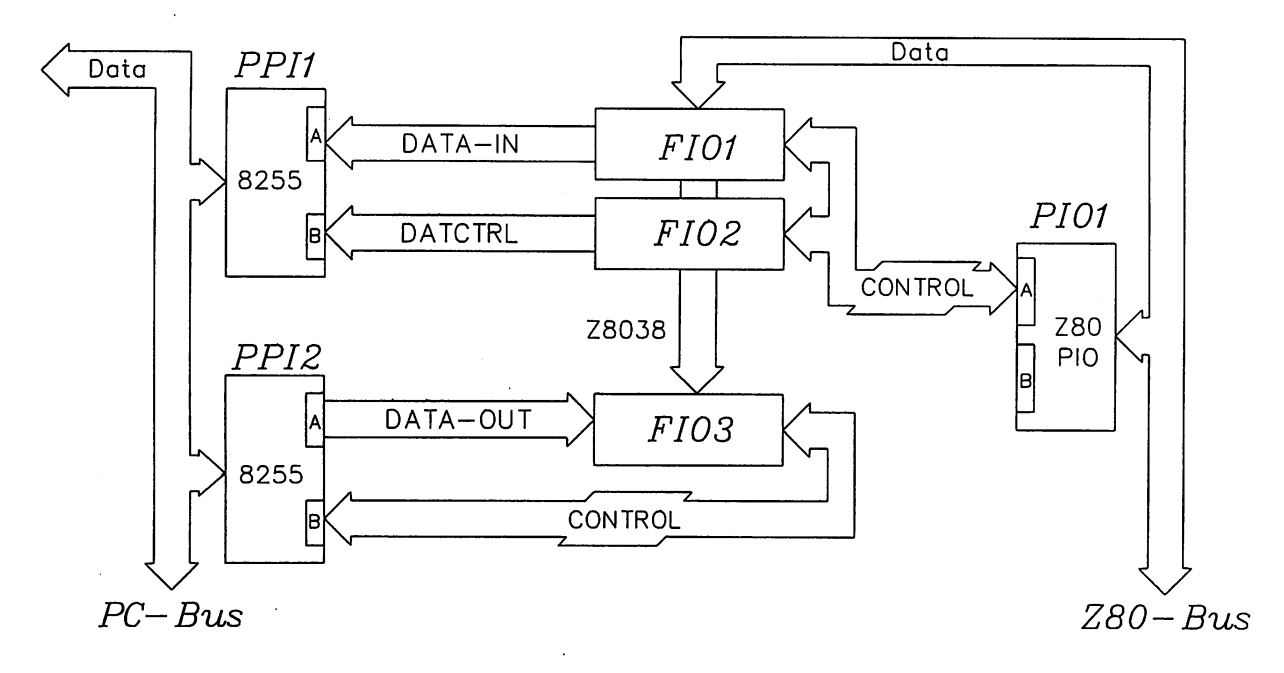 Data
PPI1
A
8255
B
DATA-IN
DATCTRL
FIO1
FIO2
Data
PIO1
A
Z80
PIO
B
CONTROL
Z8038
PPI2
A
8255
B
DATA-OUT
FIO3
CONTROL
PC-Bus
Z80-Bus